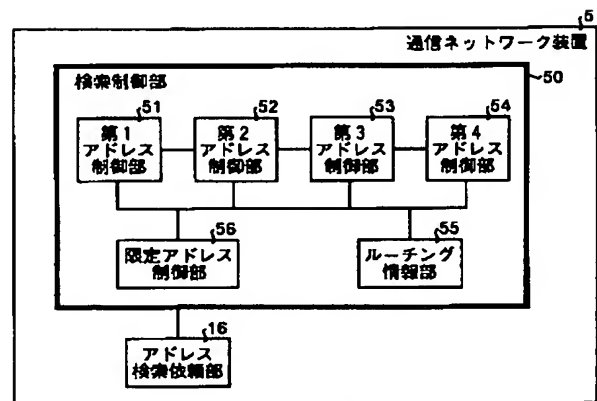 5
通信ネットワーク装置
50
検索制御部
51
52
53
54
第1
アドレス
制御部
第2
アドレス
制御部
第3
アドレス
制御部
第4
アドレス
制御部
56
55
限定アドレス
制御部
ルーチング
情報部
16
アドレス
検索依頼部